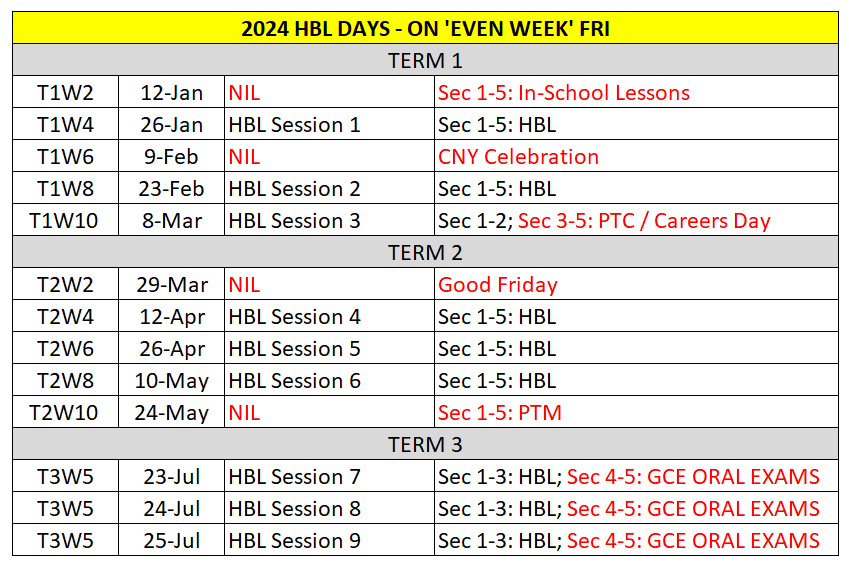 2024 HBL DAYS - ON 'EVEN WEEK' FRI
TERM 1
T1W2 12-Jan NIL Sec 1-5: In-School Lessons
T1W4 26-Jan HBL Session 1 Sec 1-5: HBL
T1W6 9-Feb NIL CNY Celebration
T1W8 23-Feb HBL Session 2 Sec 1-5: HBL
T1W10 8-Mar HBL Session 3 Sec 1-2; Sec 3-5: PTC / Careers Day
TERM 2
T2W2 29-Mar NIL Good Friday
T2W4 12-Apr HBL Session 4 Sec 1-5: HBL
T2W6 26-Apr HBL Session 5 Sec 1-5: HBL
T2W8 10-May HBL Session 6 Sec 1-5: HBL
T2W10 24-May NIL Sec 1-5: PTM
TERM 3
T3W5 23-Jul HBL Session 7 Sec 1-3: HBL; Sec 4-5: GCE ORAL EXAMS
T3W5 24-Jul HBL Session 8 Sec 1-3: HBL; Sec 4-5: GCE ORAL EXAMS
T3W5 25-Jul HBL Session 9 Sec 1-3: HBL; Sec 4-5: GCE ORAL EXAMS